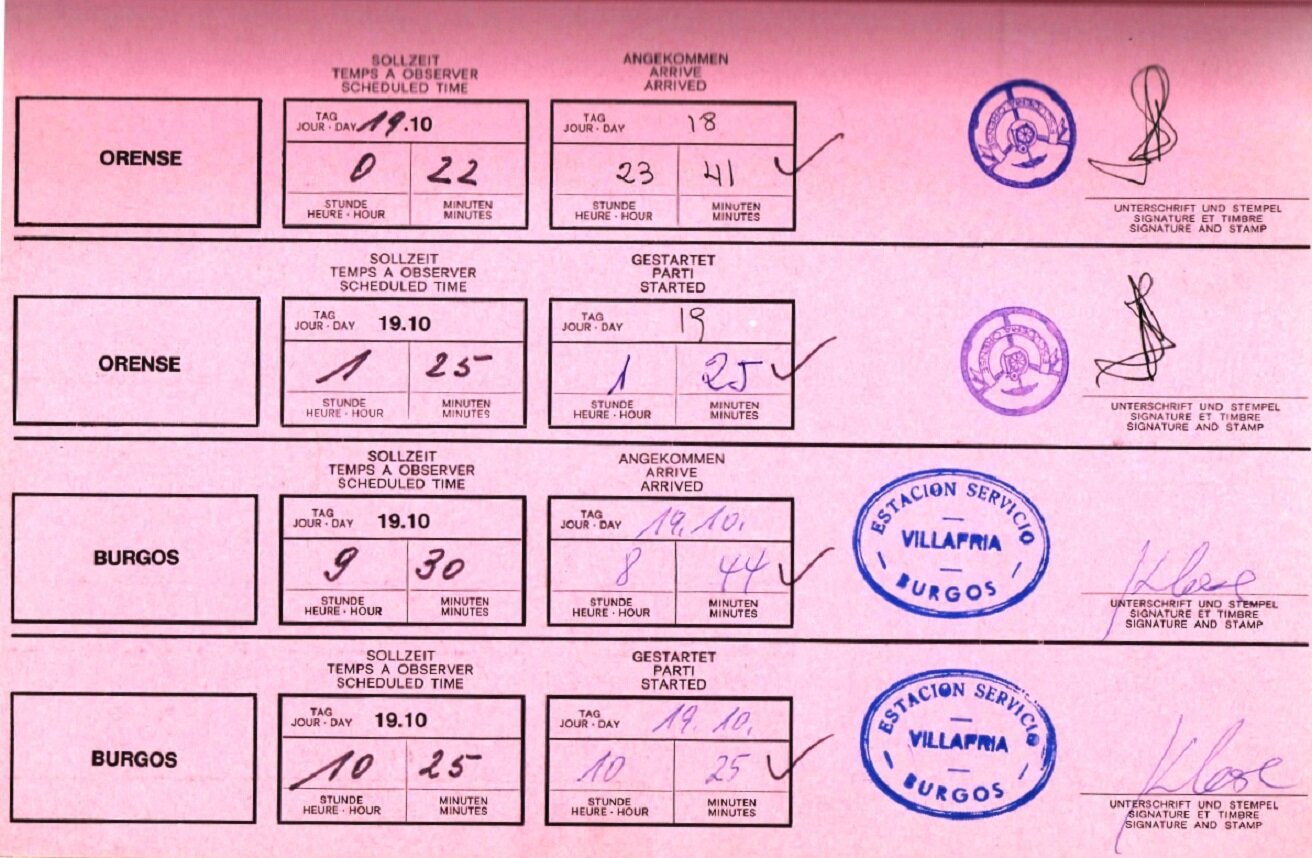 SOLLZEIT
TEMPS A OBSERVER
SCHEDULED TIME
ANGEKOMMEN
ARRIVE
ARRIVED
ORENSE
TAG
JOUR · DAY 19.10
0 22
STUNDE
HEURE · HOUR
MINUTEN
MINUTES
TAG
JOUR · DAY 18
23 41
STUNDE
HEURE · HOUR
MINUTEN
MINUTES
UNTERSCHRIFT UND STEMPEL
SIGNATURE ET TIMBRE
SIGNATURE AND STAMP
SOLLZEIT
TEMPS A OBSERVER
SCHEDULED TIME
GESTARTET
PARTI
STARTED
ORENSE
TAG
JOUR · DAY 19.10
1 25
STUNDE
HEURE · HOUR
MINUTEN
MINUTES
TAG
JOUR · DAY 19
1 25
STUNDE
HEURE · HOUR
MINUTEN
MINUTES
UNTERSCHRIFT UND STEMPEL
SIGNATURE ET TIMBRE
SIGNATURE AND STAMP
SOLLZEIT
TEMPS A OBSERVER
SCHEDULED TIME
ANGEKOMMEN
ARRIVE
ARRIVED
BURGOS
TAG
JOUR · DAY 19.10
9 30
STUNDE
HEURE · HOUR
MINUTEN
MINUTES
TAG
JOUR · DAY 19.10.
8 44
STUNDE
HEURE · HOUR
MINUTEN
MINUTES
ESTACION SERVICIO
VILLAFRIA
BURGOS
UNTERSCHRIFT UND STEMPEL
SIGNATURE ET TIMBRE
SIGNATURE AND STAMP
SOLLZEIT
TEMPS A OBSERVER
SCHEDULED TIME
GESTARTET
PARTI
STARTED
BURGOS
TAG
JOUR · DAY 19.10
10 25
STUNDE
HEURE · HOUR
MINUTEN
MINUTES
TAG
JOUR · DAY 19.10.
10 25
STUNDE
HEURE · HOUR
MINUTEN
MINUTES
ESTACION SERVICIO
VILLAFRIA
BURGOS
UNTERSCHRIFT UND STEMPEL
SIGNATURE ET TIMBRE
SIGNATURE AND STAMP